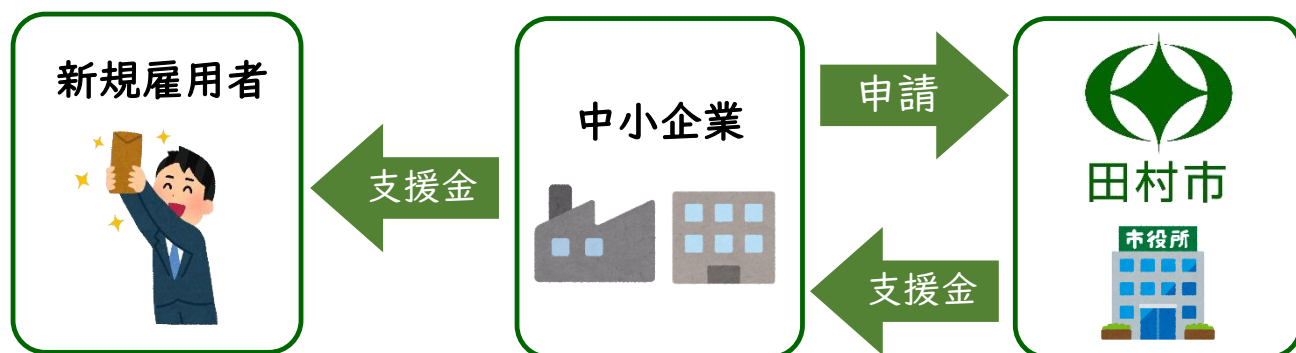 新規雇用者
支援金
中小企業
申請
支援金
田村市
市役所